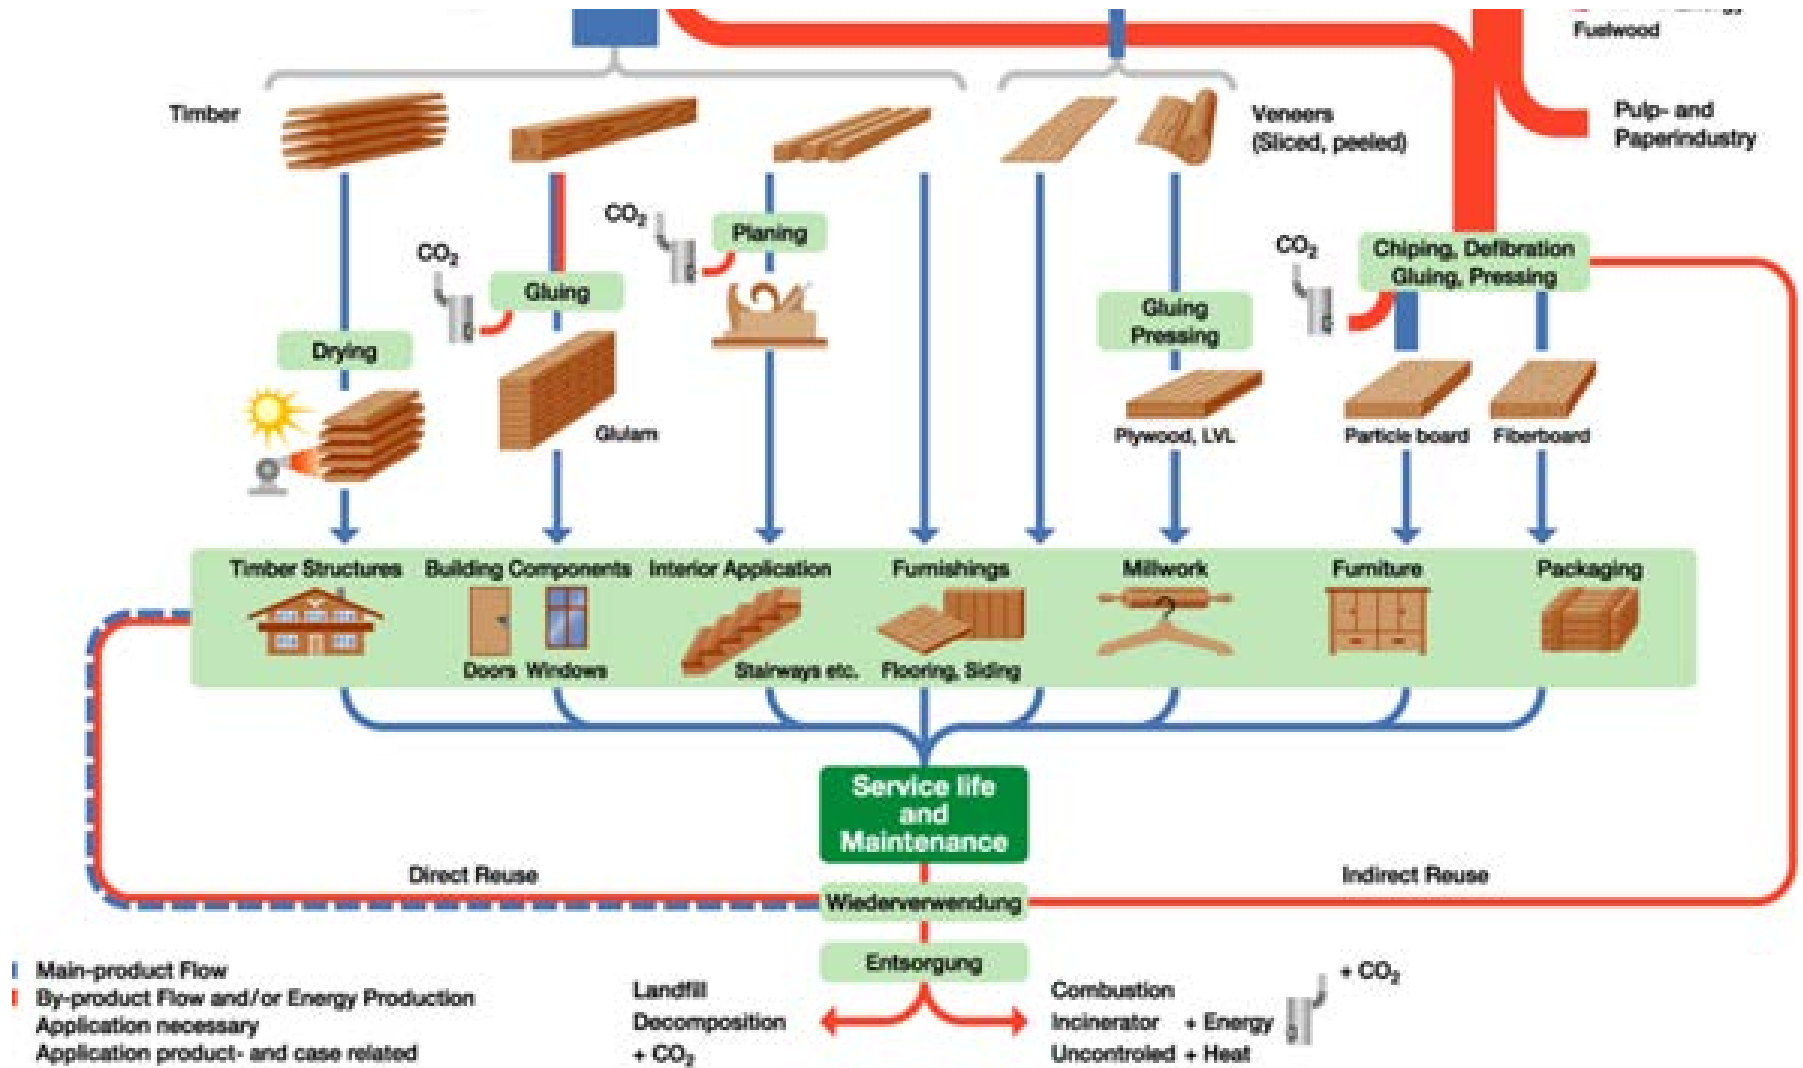 Fuelwood
Timber
Veneers
(Sliced, peeled)
Pulp- and
Paperindustry
CO2
Planing
CO2
Gluing
CO2
Chiping, Defibration
Gluing, Pressing
Gluing
Pressing
Drying
Glulam
Plywood, LVL
Particle board
Fiberboard
Timber Structures
Building Components
Interior Application
Furnishings
Millwork
Furniture
Packaging
Doors Windows
Stairways etc.
Flooring, Siding
Service life
and
Maintenance
Direct Reuse
Indirect Reuse
Wiederverwendung
Entsorgung
Main-product Flow
By-product Flow and/or Energy Production
Application necessary
Application product- and case related
Landfill
Decomposition
+ CO2
Combustion
Incinerator + Energy
Uncontroled + Heat
+ CO2